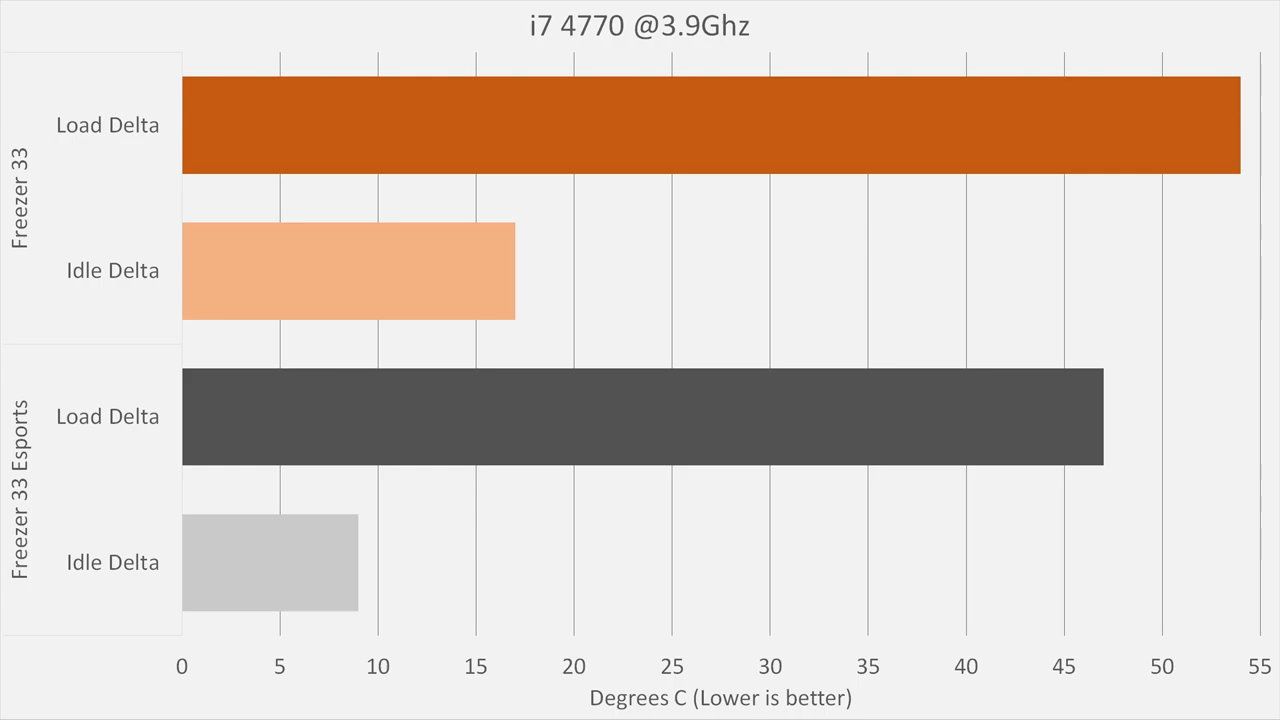 i7 4770 @3.9Ghz
Freezer 33
Load Delta
Idle Delta
Freezer 33 Esports
Load Delta
Idle Delta
0 5 10 15 20 25 30 35 40 45 50 55
Degrees C (Lower is better)